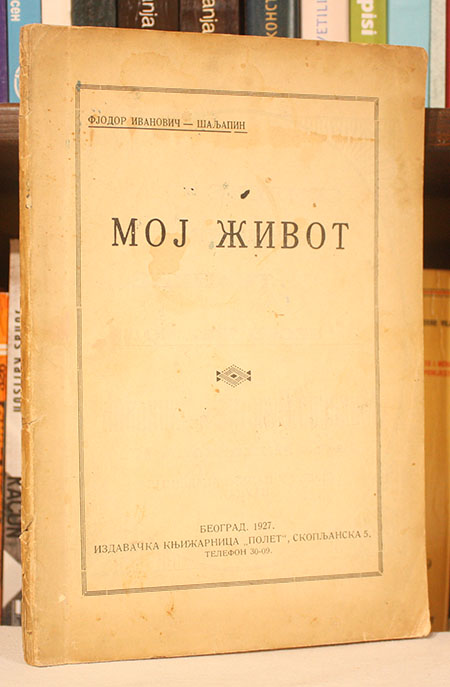 ФЈОДОР ИВАНОВИЧ — ШАЉАПИН
МОЈ ЖИВОТ
БЕОГРАД. 1927.
ИЗДАВАЧКА КЊИЖАРНИЦА „ПОЛЕТ“, СКОПЉАНСКА 5.
ТЕЛЕФОН 30-09.